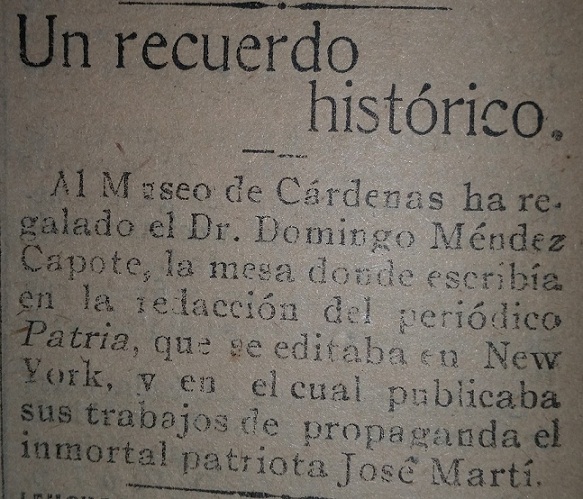 Un recuerdo
histórico.
Al Museo de Cárdenas ha re-
galado el Dr. Domingo Méndez
Capote, la mesa donde escribía
en la redacción del periódico
Patria, que se editaba en New
York, y en el cual publicaba
sus trabajos de propaganda el
inmortal patriota José Martí.